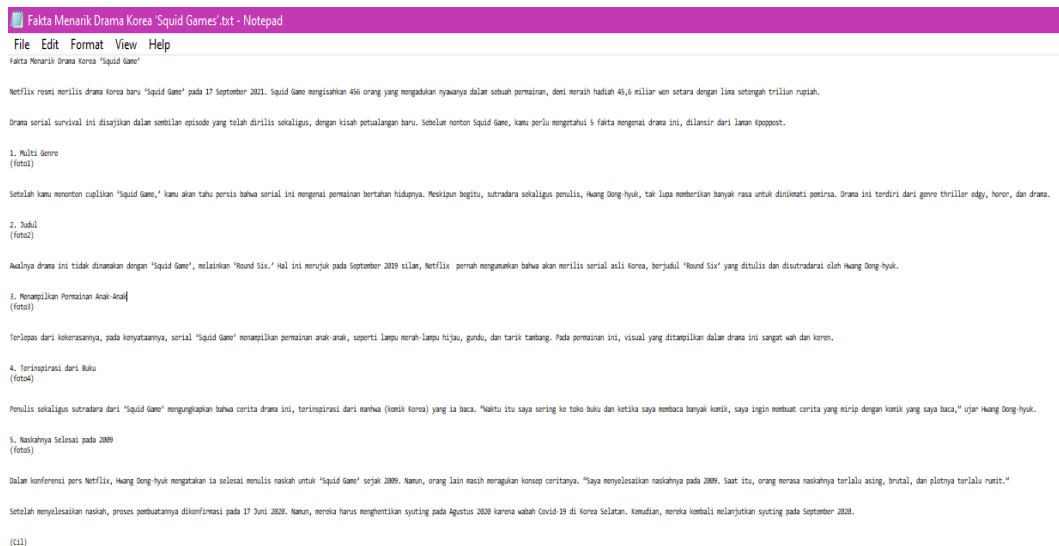 Fakta Menarik Drama Korea 'Squid Games'.txt - Notepad
File Edit Format View Help
Fakta Menarik Drama Korea 'Squid Game'
Netflix resmi merilis drama Korea baru 'Squid Game' pada 17 September 2021. Squid Game mengisahkan 456 orang yang mengadukan nyawanya dalam sebuah permainan, demi meraih hadiah 45,6 miliar won setara dengan lima setengah triliun rupiah.
Drama serial survival ini disajikan dalam sembilan episode yang telah dirilis sekaligus, dengan kisah petualangan baru. Sebelum nonton Squid Game, kamu perlu mengetahui 5 fakta mengenai drama ini, dilansir dari laman Kpoppost.
1. Multi Genre
(foto1)
Setelah kamu menonton cuplikan 'Squid Game,' kamu akan tahu persis bahwa serial ini mengenai permainan bertahan hidupnya. Meskipun begitu, sutradara sekaligus penulis, Hwang Dong-hyuk, tak lupa memberikan banyak rasa untuk dinikmati pemirsa. Drama ini terdiri dari genre thriller edgy, horor, dan drama.
2. Judul
(foto2)
Awalnya drama ini tidak dinamakan dengan 'Squid Game', melainkan 'Round Six.' Hal ini merujuk pada September 2019 silam, Netflix  pernah mengumumkan bahwa akan merilis serial asli Korea, berjudul 'Round Six' yang ditulis dan disutradarai oleh Hwang Dong-hyuk.
3. Menampilkan Permainan Anak-Anak
(foto3)
Terlepas dari kekerasannya, pada kenyataannya, serial 'Squid Game' menampilkan permainan anak-anak, seperti lampu merah-lampu hijau, gundu, dan tarik tambang. Pada permainan ini, visual yang ditampilkan dalam drama ini sangat wah dan keren.
4. Terinspirasi dari Buku
(foto4)
Penulis sekaligus sutradara dari 'Squid Game' mengungkapkan bahwa cerita drama ini, terinspirasi dari manhwa (komik Korea) yang ia baca. "Waktu itu saya sering ke toko buku dan ketika saya membaca banyak komik, saya ingin membuat cerita yang mirip dengan komik yang saya baca," ujar Hwang Dong-hyuk.
5. Naskahnya Selesai pada 2009
(foto5)
Dalam konferensi pers Netflix, Hwang Dong-hyuk mengatakan ia selesai menulis naskah untuk 'Squid Game' sejak 2009. Namun, orang lain masih meragukan konsep ceritanya. "Saya menyelesaikan naskahnya pada 2009. Saat itu, orang merasa naskahnya terlalu asing, brutal, dan plotnya terlalu rumit."
Setelah menyelesaikan naskah, proses pembuatannya dikonfirmasi pada 17 Juni 2020. Namun, mereka harus menghentikan syuting pada Agustus 2020 karena wabah Covid-19 di Korea Selatan. Kemudian, mereka kembali melanjutkan syuting pada September 2020.
(Cil)